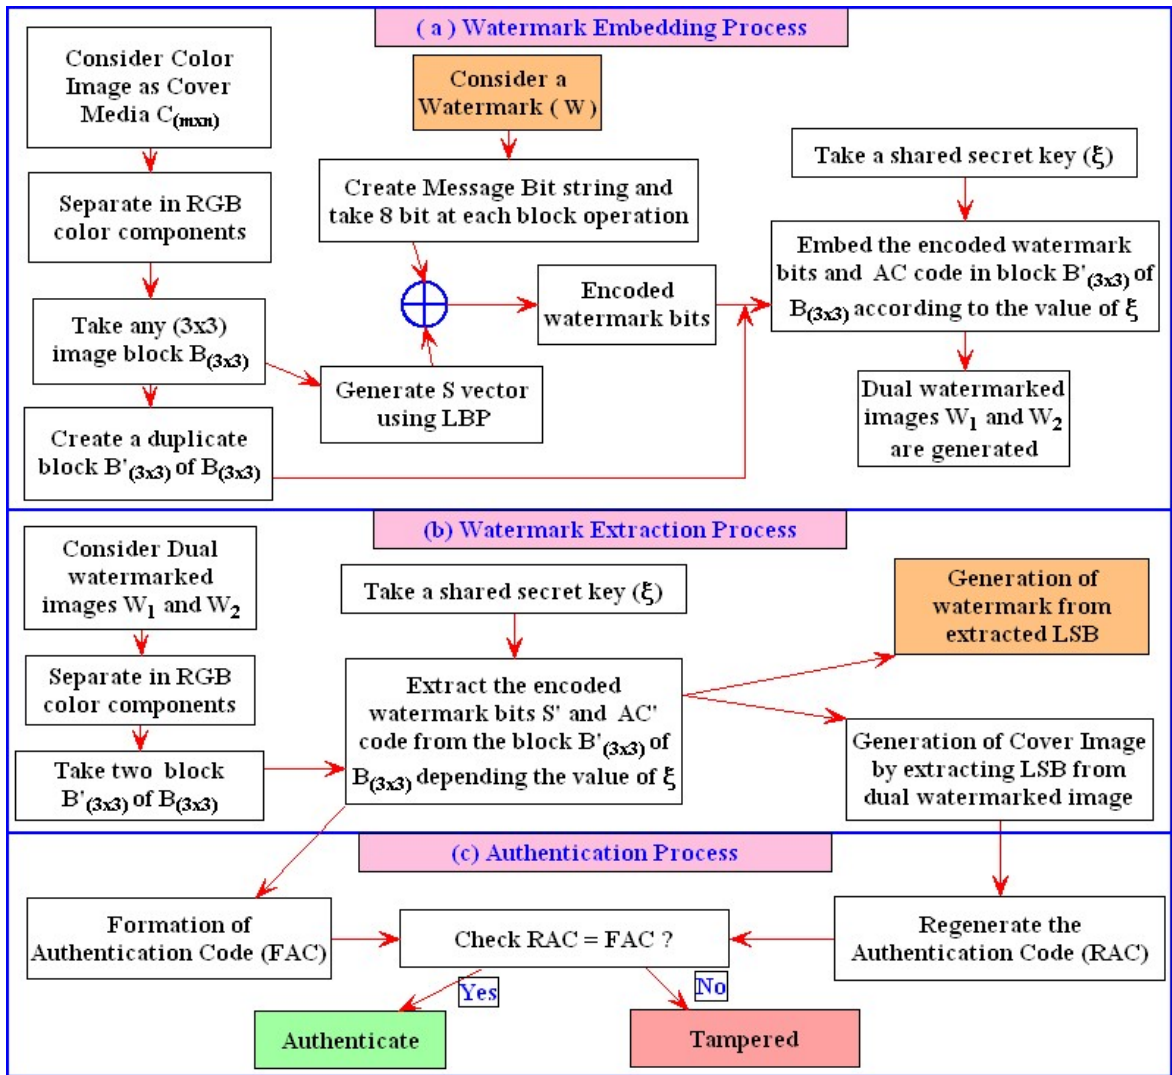 ( a ) Watermark Embedding Process
Consider Color
Image as Cover
Media C(mxn)
Separate in RGB
color components
Take any (3x3)
image block B(3x3)
Create a duplicate
block B’(3x3) of B(3x3)
Consider a
Watermark ( W )
Create Message Bit string and
take 8 bit at each block operation
Generate S vector
using LBP
Encoded
watermark bits
Take a shared secret key (ξ)
Embed the encoded watermark
bits and AC code in block B’(3x3) of
B(3x3) according to the value of ξ
Dual watermarked
images W1 and W2
are generated
(b) Watermark Extraction Process
Consider Dual
watermarked
images W1 and W2
Separate in RGB
color components
Take two block
B’(3x3) of B(3x3)
Take a shared secret key (ξ)
Extract the encoded
watermark bits S’ and AC’
code from the block B’(3x3) of
B(3x3) depending the value of ξ
Generation of
watermark from
extracted LSB
Generation of Cover Image
by extracting LSB from
dual watermarked image
(c) Authentication Process
Formation of
Authentication Code (FAC)
Check RAC = FAC ?
Regenerate the
Authentication Code (RAC)
Yes
No
Authenticate
Tampered